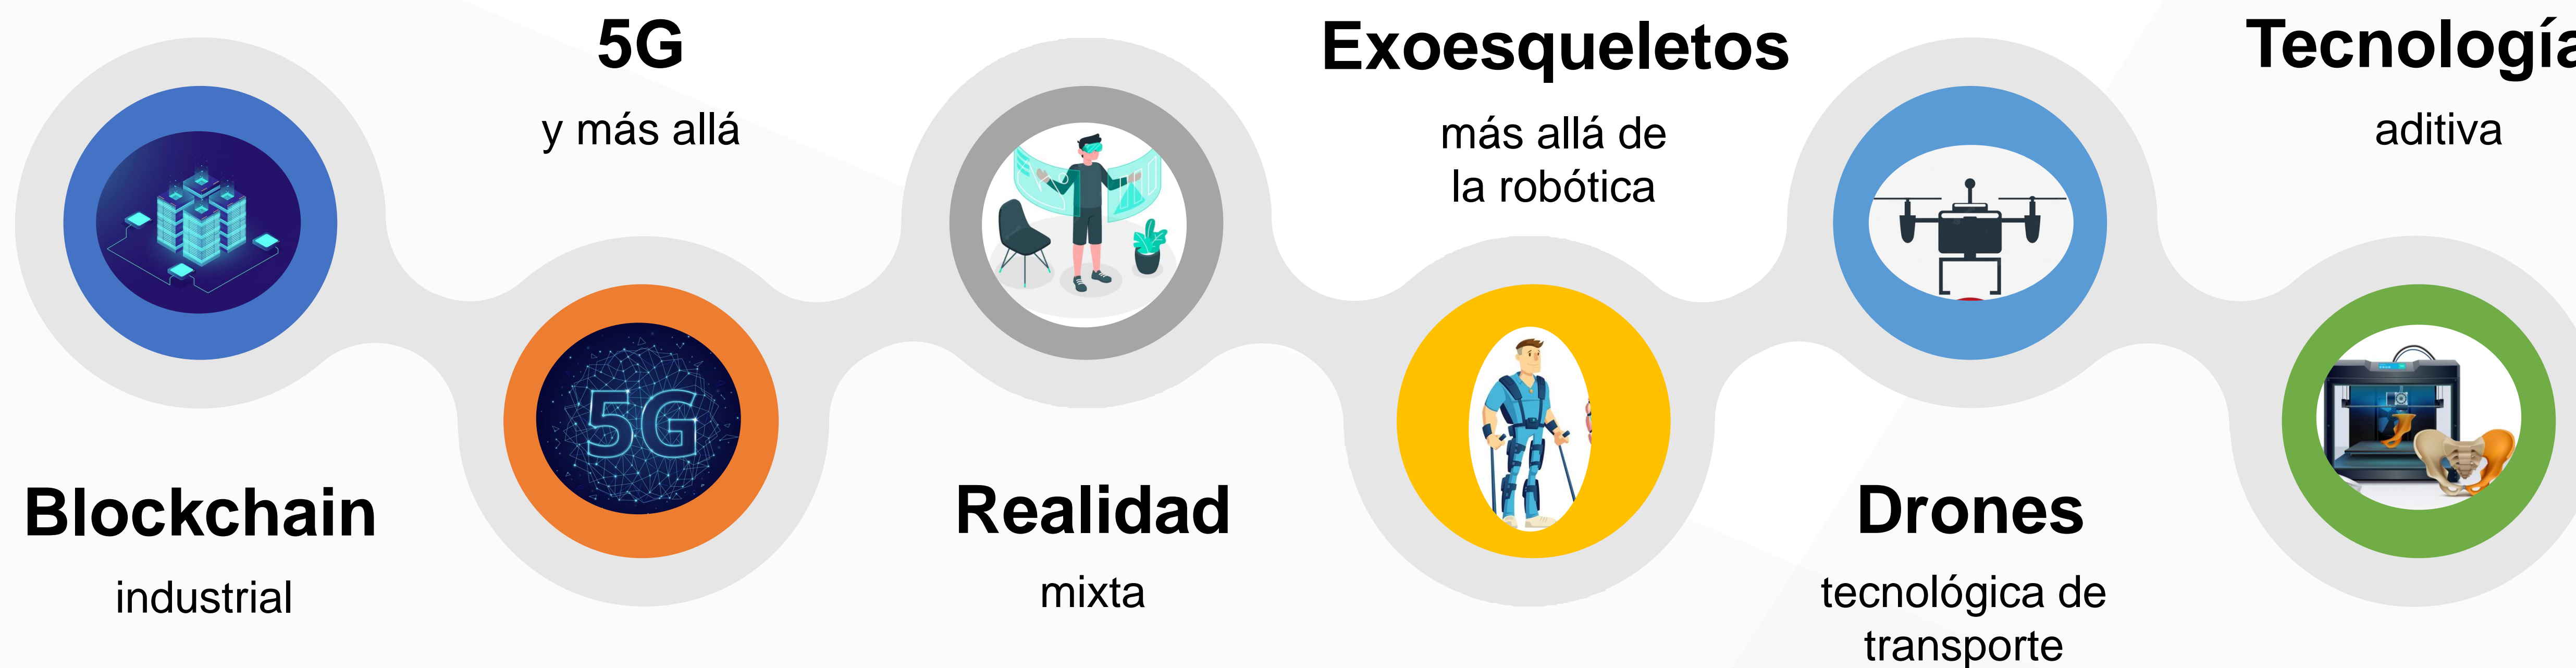 Blockchain
industrial
5G
y más allá
5G
Realidad
mixta
Exoesqueletos
más allá de
la robótica
Drones
tecnológica de
transporte
Tecnología
aditiva